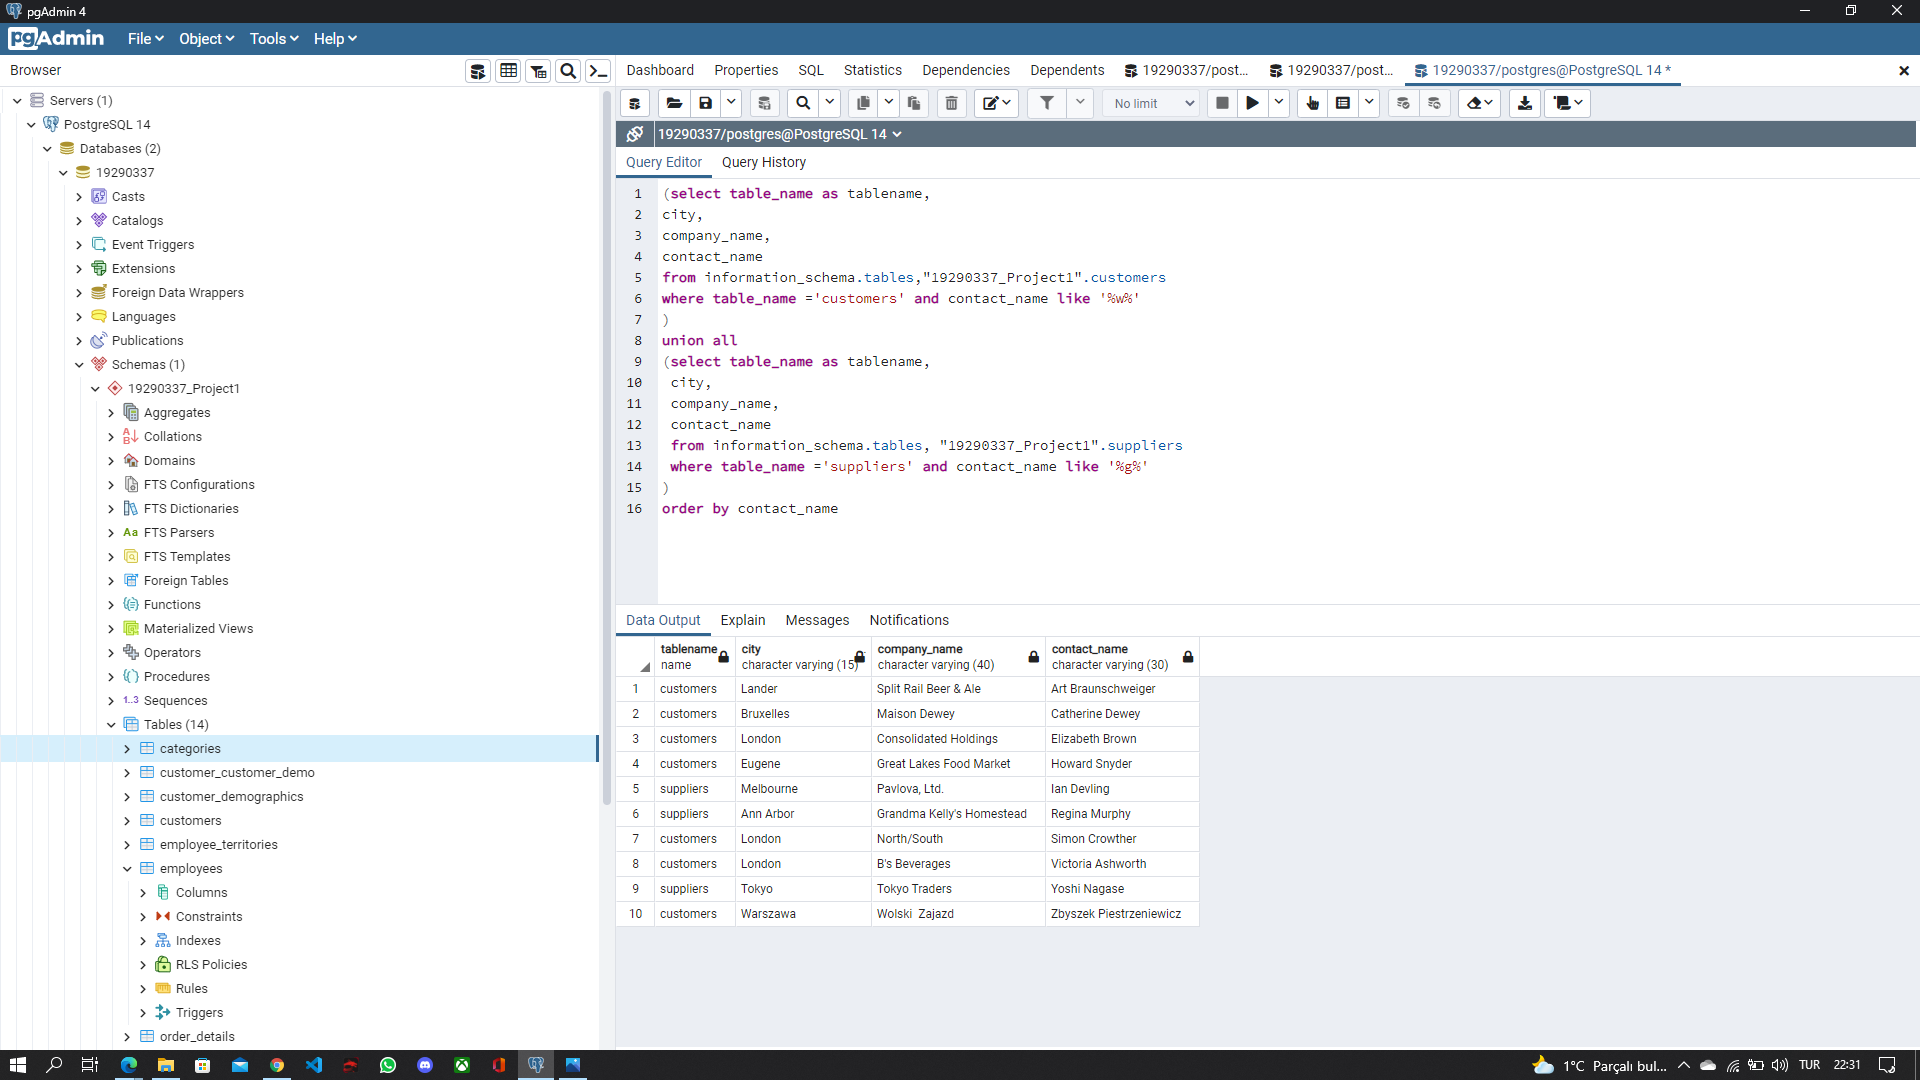 pgAdmin 4
pgAdmin File Object Tools Help
Browser
Dashboard Properties SQL Statistics Dependencies Dependents 19290337/post... 19290337/post... 19290337/postgres@PostgreSQL 14 *
No limit
19290337/postgres@PostgreSQL 14
Query Editor Query History
Servers (1)
PostgreSQL 14
Databases (2)
19290337
Casts
Catalogs
Event Triggers
Extensions
Foreign Data Wrappers
Languages
Publications
Schemas (1)
19290337_Project1
Aggregates
Collations
Domains
FTS Configurations
FTS Dictionaries
Aa FTS Parsers
FTS Templates
Foreign Tables
Functions
Materialized Views
Operators
Procedures
1..3 Sequences
Tables (14)
categories
customer_customer_demo
customer_demographics
customers
employee_territories
employees
Columns
Constraints
Indexes
RLS Policies
Rules
Triggers
order_details
1 (select table_name as tablename,
2 city,
3 company_name,
4 contact_name
5 from information_schema.tables,"19290337_Project1".customers
6 where table_name ='customers' and contact_name like '%w%'
7 )
8 union all
9 (select table_name as tablename,
10 city,
11 company_name,
12 contact_name
13 from information_schema.tables, "19290337_Project1".suppliers
14 where table_name ='suppliers' and contact_name like '%g%'
15 )
16 order by contact_name
Data Output Explain Messages Notifications
tablename city company_name contact_name
name character varying (15) character varying (40) character varying (30)
1 customers Lander Split Rail Beer & Ale Art Braunschweiger
2 customers Bruxelles Maison Dewey Catherine Dewey
3 customers London Consolidated Holdings Elizabeth Brown
4 customers Eugene Great Lakes Food Market Howard Snyder
5 suppliers Melbourne Pavlova, Ltd. Ian Devling
6 suppliers Ann Arbor Grandma Kelly's Homestead Regina Murphy
7 customers London North/South Simon Crowther
8 customers London B's Beverages Victoria Ashworth
9 suppliers Tokyo Tokyo Traders Yoshi Nagase
10 customers Warszawa Wolski  Zajazd Zbyszek Piestrzeniewicz
1°C Parçalı bul... TUR 22:31